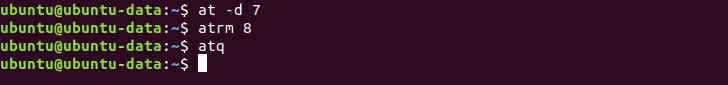 ubuntu@ubuntu-data:~$ at -d 7
ubuntu@ubuntu-data:~$ atrm 8
ubuntu@ubuntu-data:~$ atq
ubuntu@ubuntu-data:~$